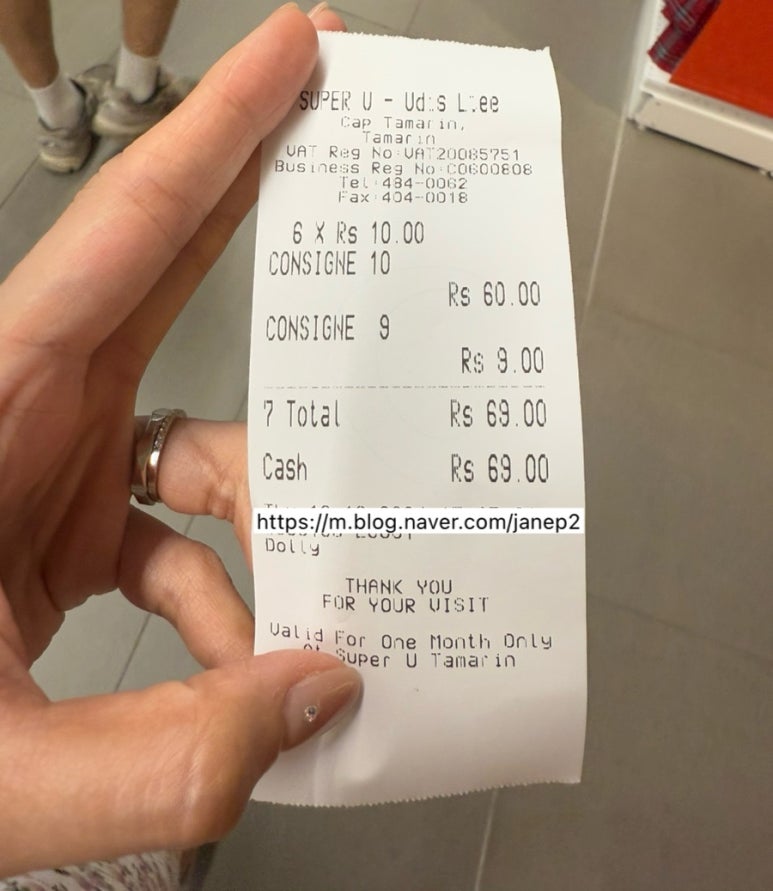 SUPER U - Udis Lłee
Cap Tamarin,
Tamarin
VAT Reg No:VAT20085751
Business Reg No:C0600808
Tel:484-0062
Fax:404-0018
6 X Rs 10.00
CONSIGNE 10
Rs 60.00
CONSIGNE 9
Rs 9.00
7 Total Rs 69.00
Cash Rs 69.00
https://m.blog.naver.com/janep2
Dolly
THANK YOU
FOR YOUR VISIT
Valid For One Month Only
At Super U Tamarin